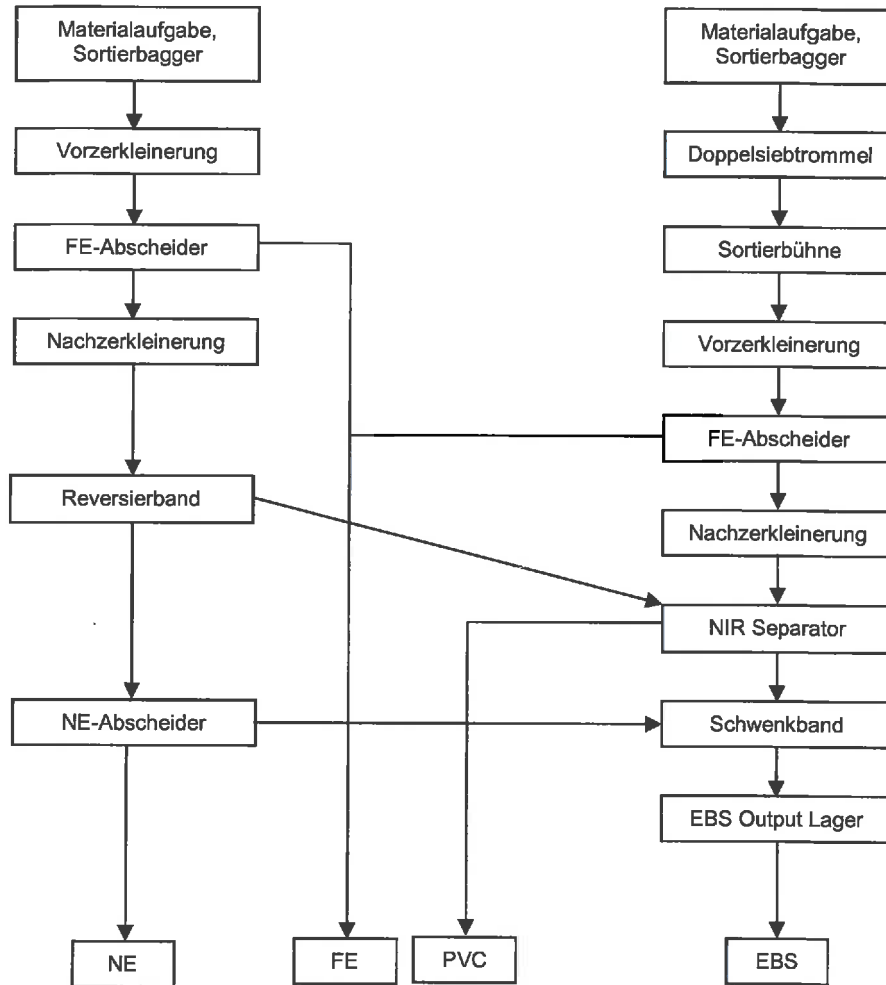 Materialaufgabe,
Sortierbagger
Vorzerkleinerung
FE-Abscheider
Nachzerkleinerung
Reversierband
NE-Abscheider
Materialaufgabe,
Sortierbagger
Doppelsiebtrommel
Sortierbühne
Vorzerkleinerung
FE-Abscheider
Nachzerkleinerung
NIR Separator
Schwenkband
EBS Output Lager
NE
FE
PVC
EBS